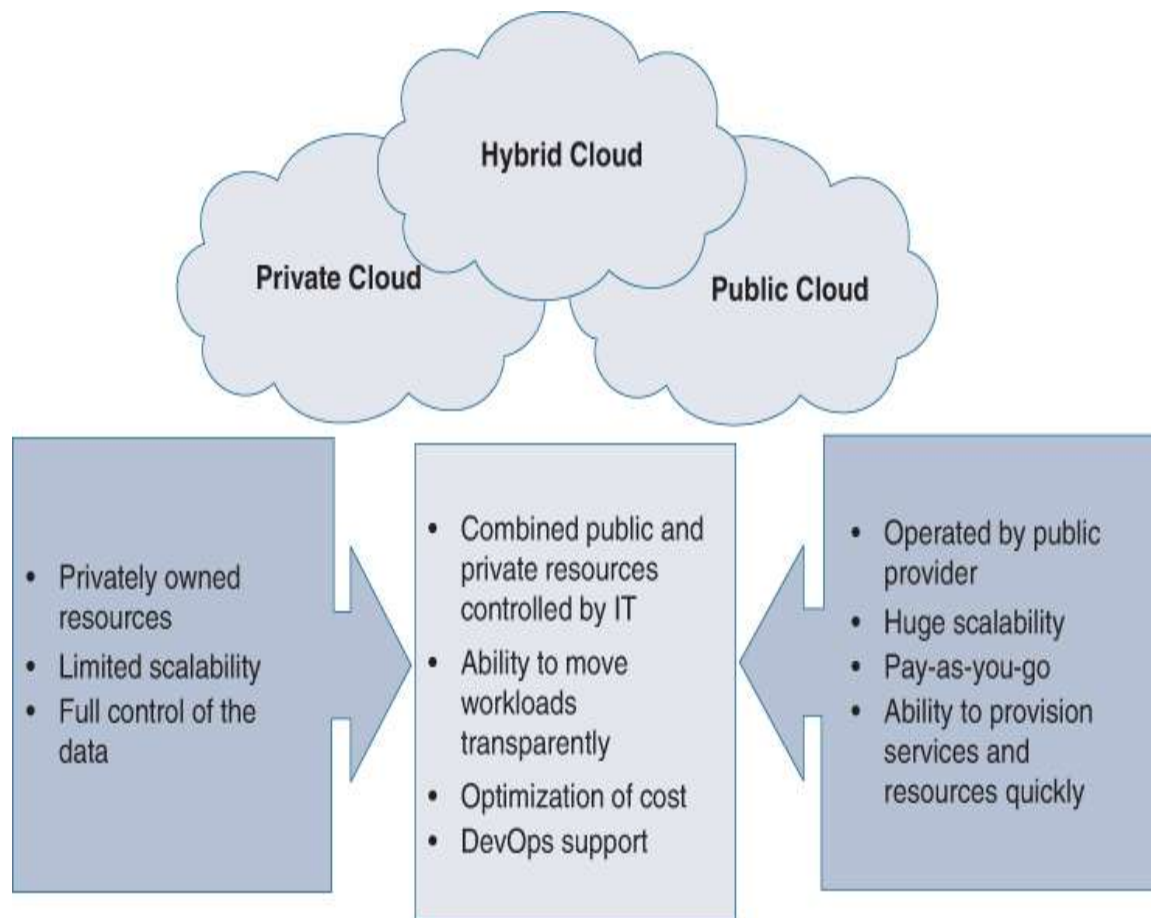 Hybrid Cloud
Private Cloud
Public Cloud
• Privately owned
resources
• Limited scalability
• Full control of the
data
• Combined public and
private resources
controlled by IT
• Ability to move
workloads
transparently
• Optimization of cost
• DevOps support
• Operated by public
provider
• Huge scalability
• Pay-as-you-go
• Ability to provision
services and
resources quickly